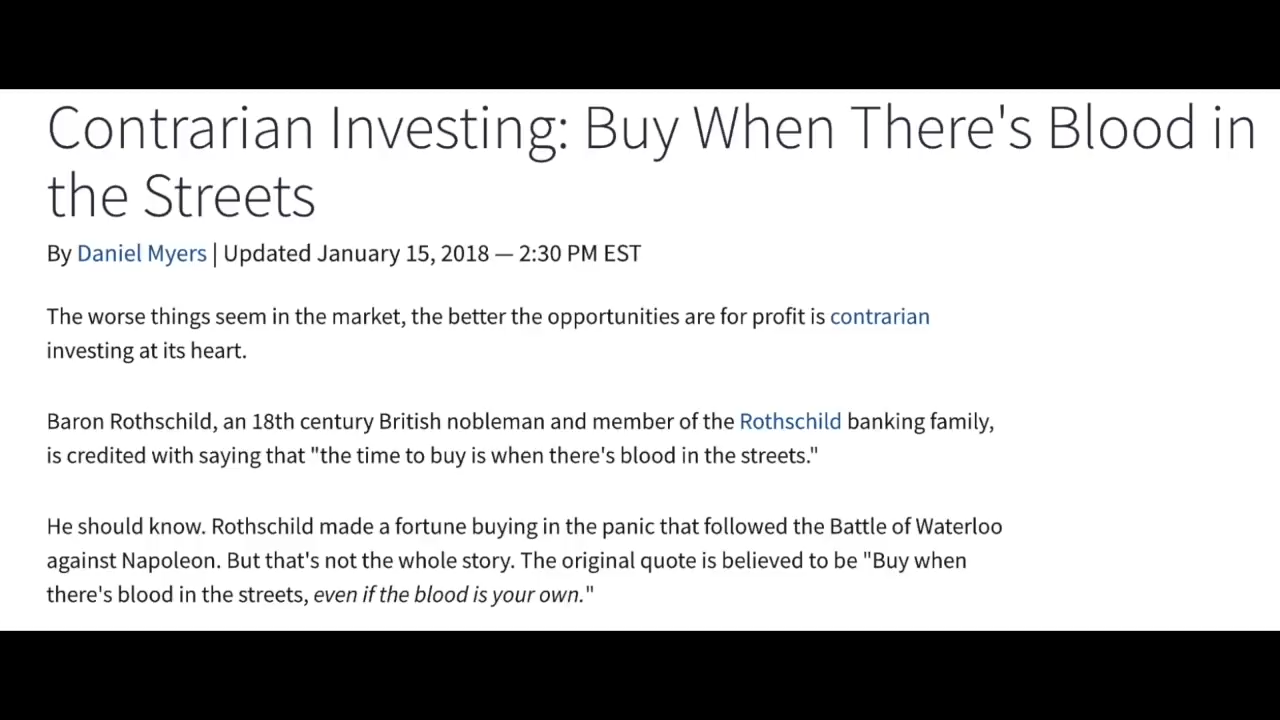 Contrarian Investing: Buy When There's Blood in
the Streets
By Daniel Myers | Updated January 15, 2018 — 2:30 PM EST
The worse things seem in the market, the better the opportunities are for profit is contrarian
investing at its heart.
Baron Rothschild, an 18th century British nobleman and member of the Rothschild banking family,
is credited with saying that "the time to buy is when there's blood in the streets."
He should know. Rothschild made a fortune buying in the panic that followed the Battle of Waterloo
against Napoleon. But that's not the whole story. The original quote is believed to be "Buy when
there's blood in the streets, even if the blood is your own."